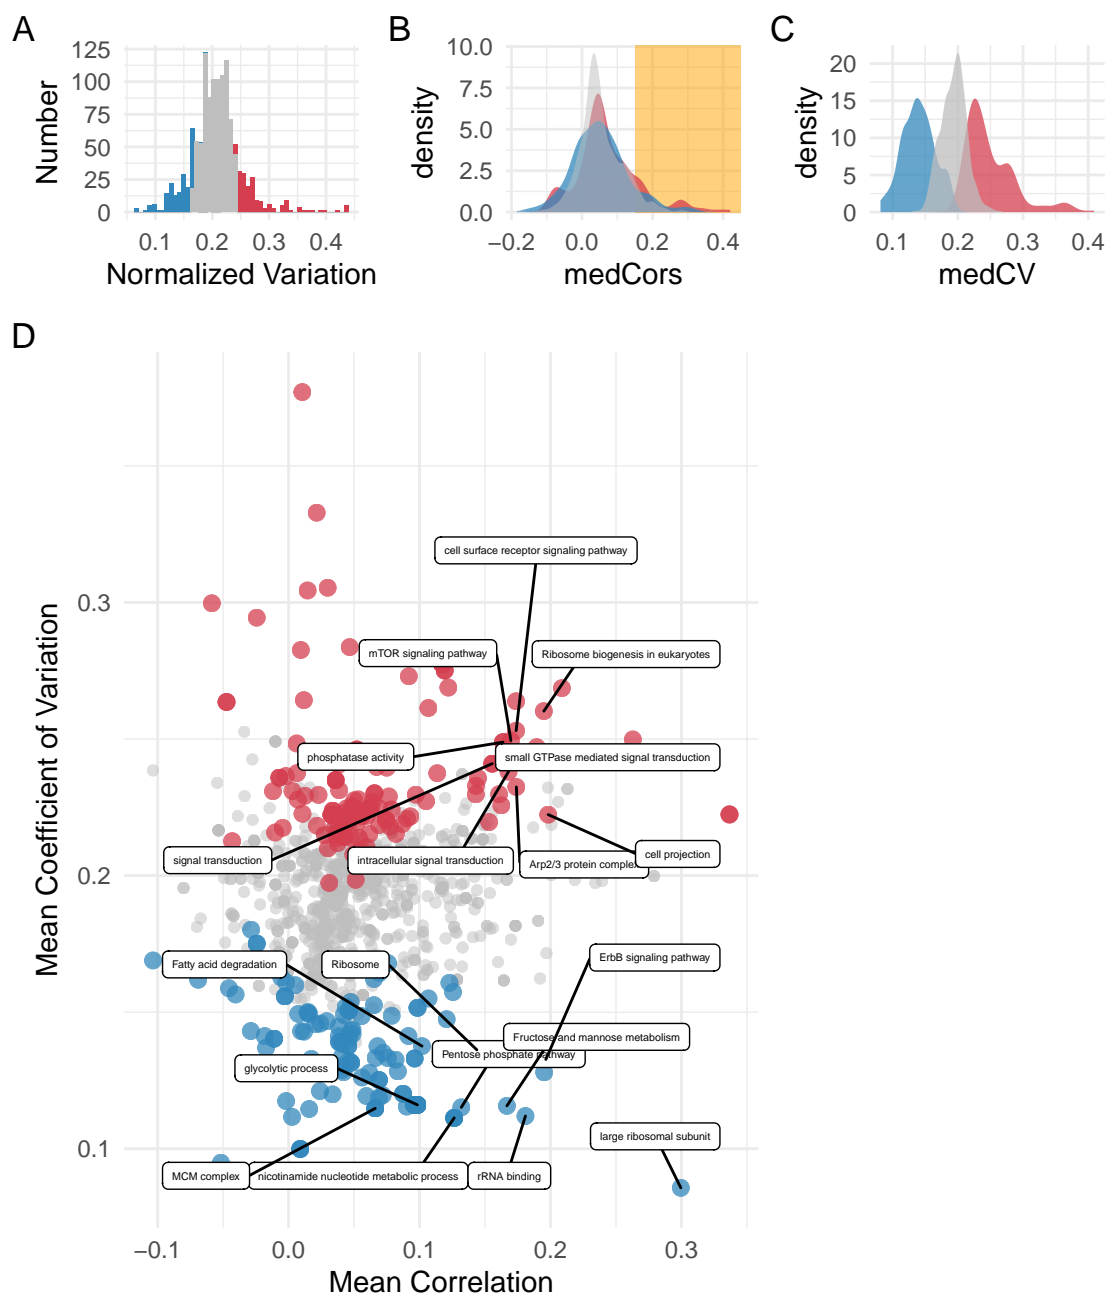 A
125
100
75
50
25
0
Number
0.1 0.2 0.3 0.4
Normalized Variation
B
10.0
7.5
5.0
2.5
0.0
density
−0.2 0.0 0.2 0.4
medCors
C
20
15
10
5
0
density
0.1 0.2 0.3 0.4
medCV
D
Mean Coefficient of Variation
0.3
0.2
0.1
cell surface receptor signaling pathway
mTOR signaling pathway
Ribosome biogenesis in eukaryotes
phosphatase activity
small GTPase mediated signal transduction
signal transduction
intracellular signal transduction
Arp2/3 protein complex
cell projection
Fatty acid degradation
Ribosome
ErbB signaling pathway
Fructose and mannose metabolism
Pentose phosphate pathway
glycolytic process
large ribosomal subunit
MCM complex
nicotinamide nucleotide metabolic process
rRNA binding
−0.1 0.0 0.1 0.2 0.3
Mean Correlation